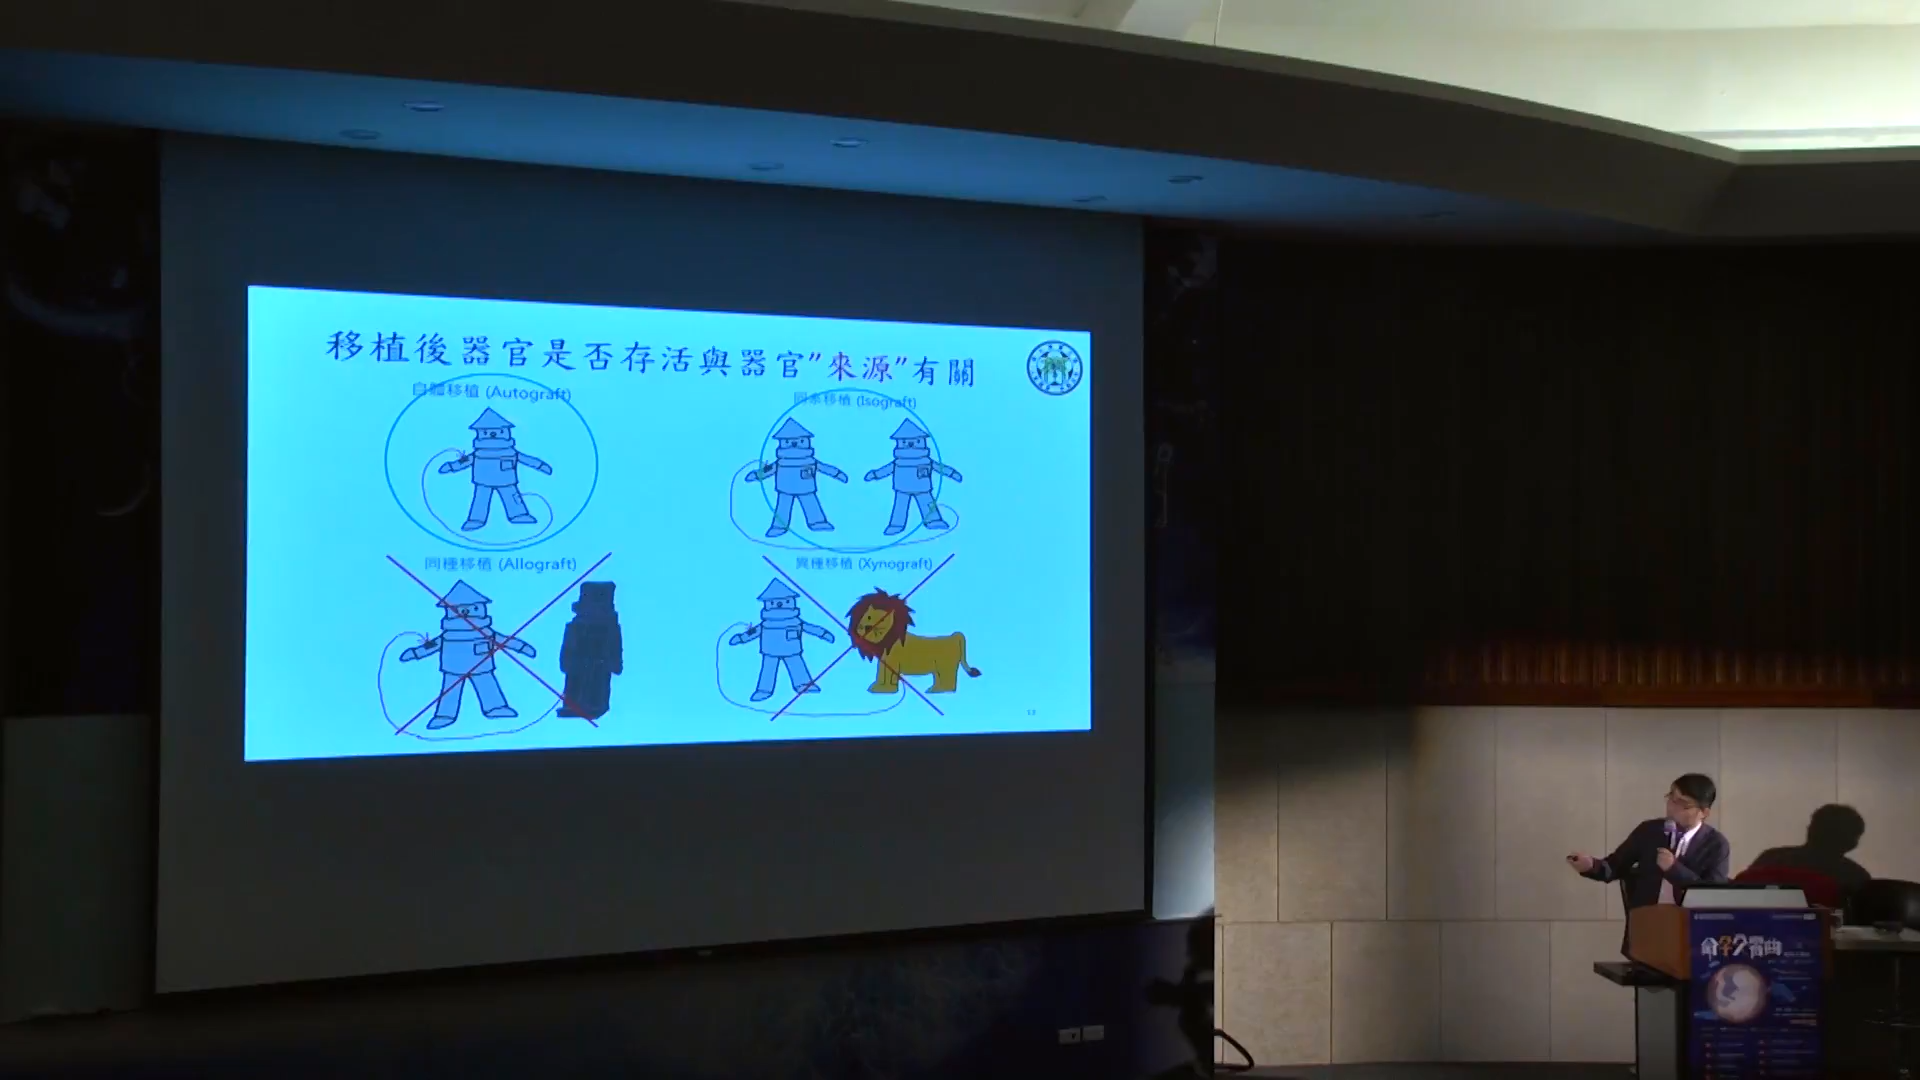 移植後器官是否存活與器官"來源"有關
自體移植 (Autograft)
同系移植 (Isograft)
同種移植 (Allograft)
異種移植 (Xynograft)